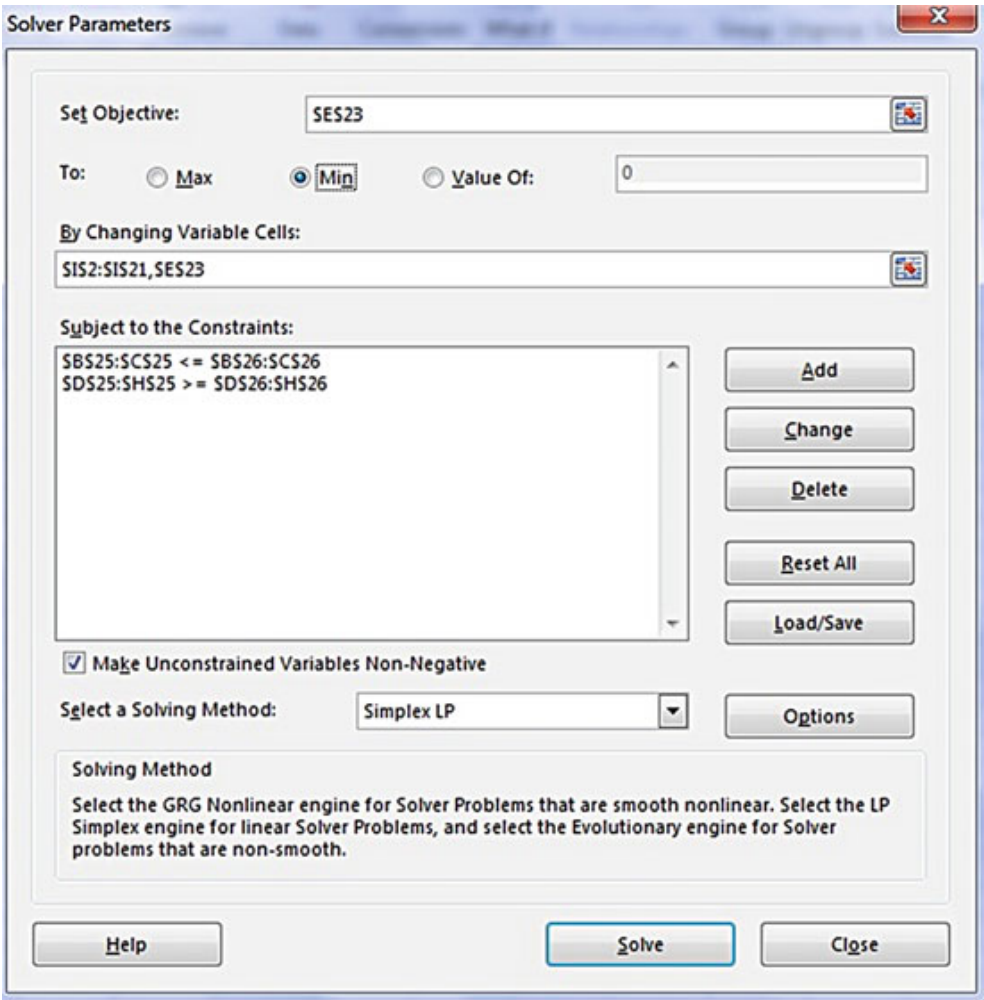 Solver Parameters
Set Objective: $E$23
To: Max Min Value Of: 0
By Changing Variable Cells:
$I$2:$I$21,$E$23
Subject to the Constraints:
$B$25:$C$25 <= $B$26:$C$26
$D$25:$H$25 >= $D$26:$H$26
Add
Change
Delete
Reset All
Load/Save
Make Unconstrained Variables Non-Negative
Select a Solving Method: Simplex LP Options
Solving Method
Select the GRG Nonlinear engine for Solver Problems that are smooth nonlinear. Select the LP
Simplex engine for linear Solver Problems, and select the Evolutionary engine for Solver
problems that are non-smooth.
Help Solve Close